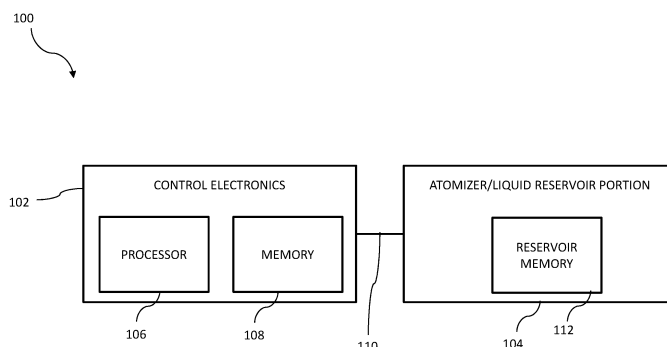 100
102
CONTROL ELECTRONICS
PROCESSOR
MEMORY
ATOMIZER/LIQUID RESERVOIR PORTION
RESERVOIR
MEMORY
106
108
110
104
112